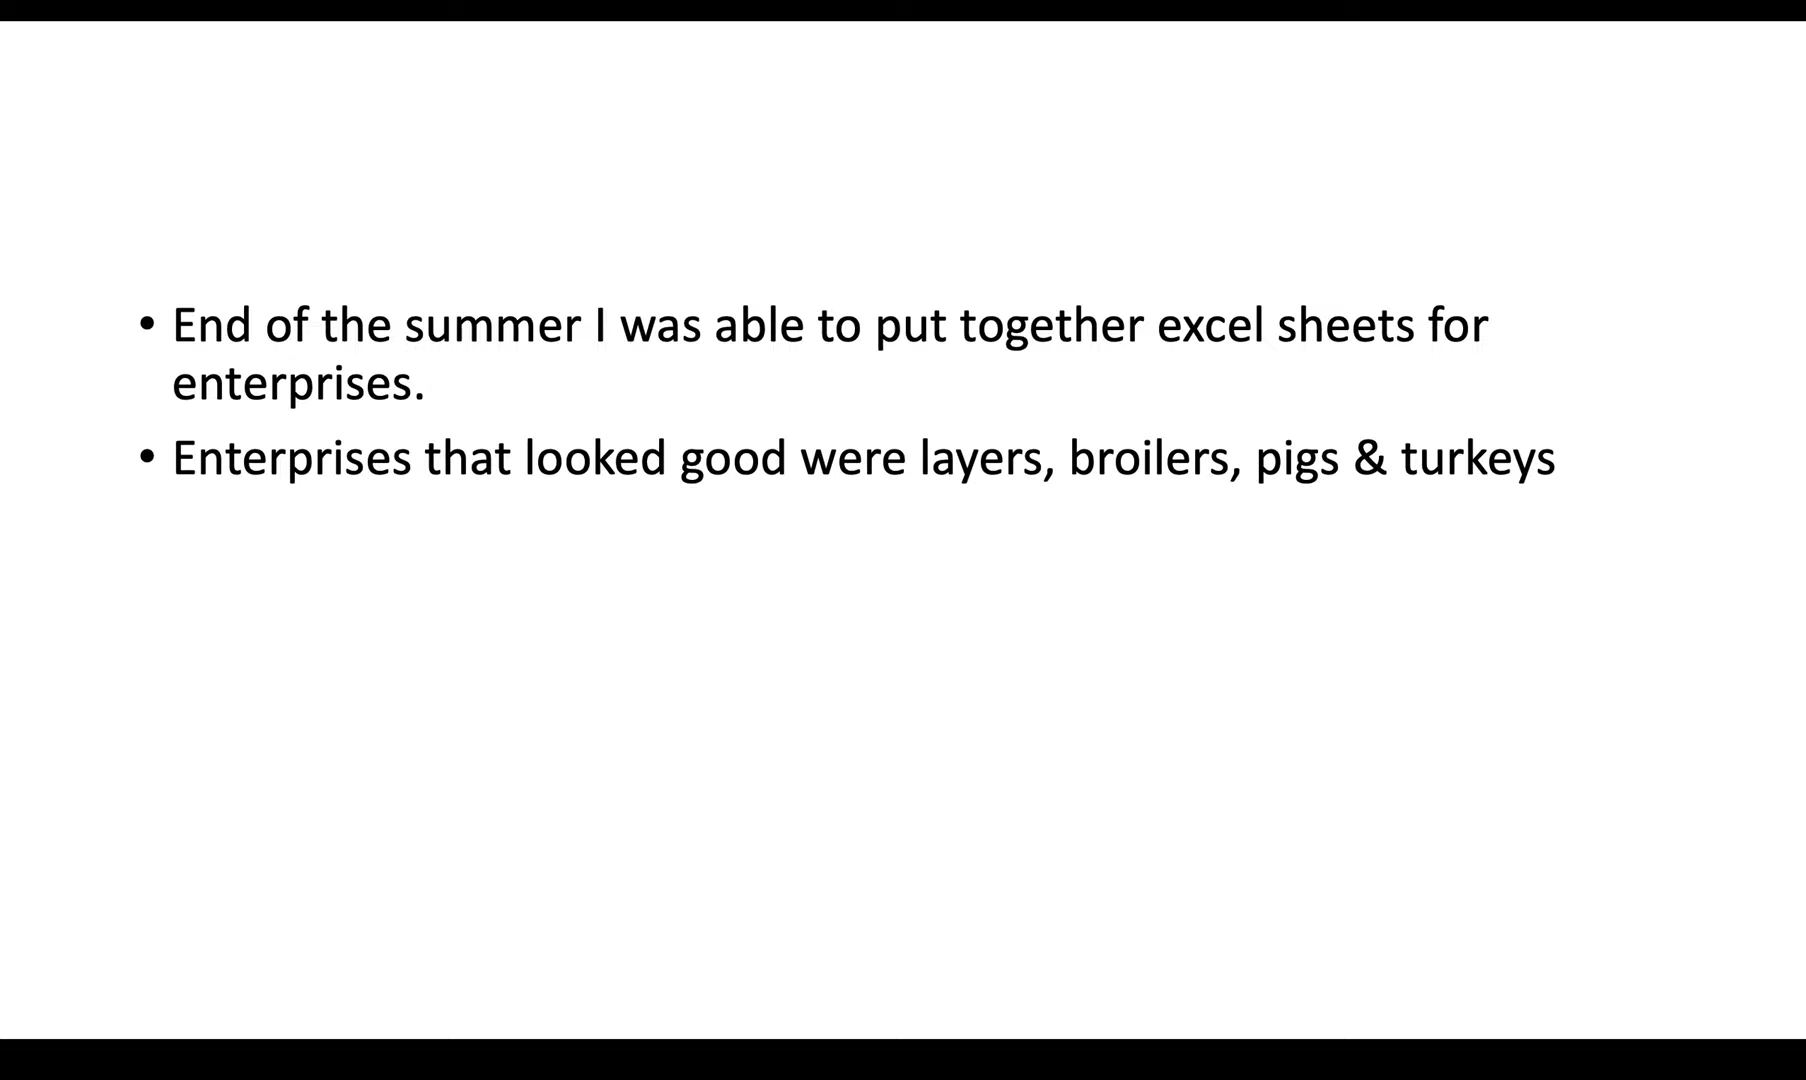 • End of the summer I was able to put together excel sheets for
enterprises.
• Enterprises that looked good were layers, broilers, pigs & turkeys